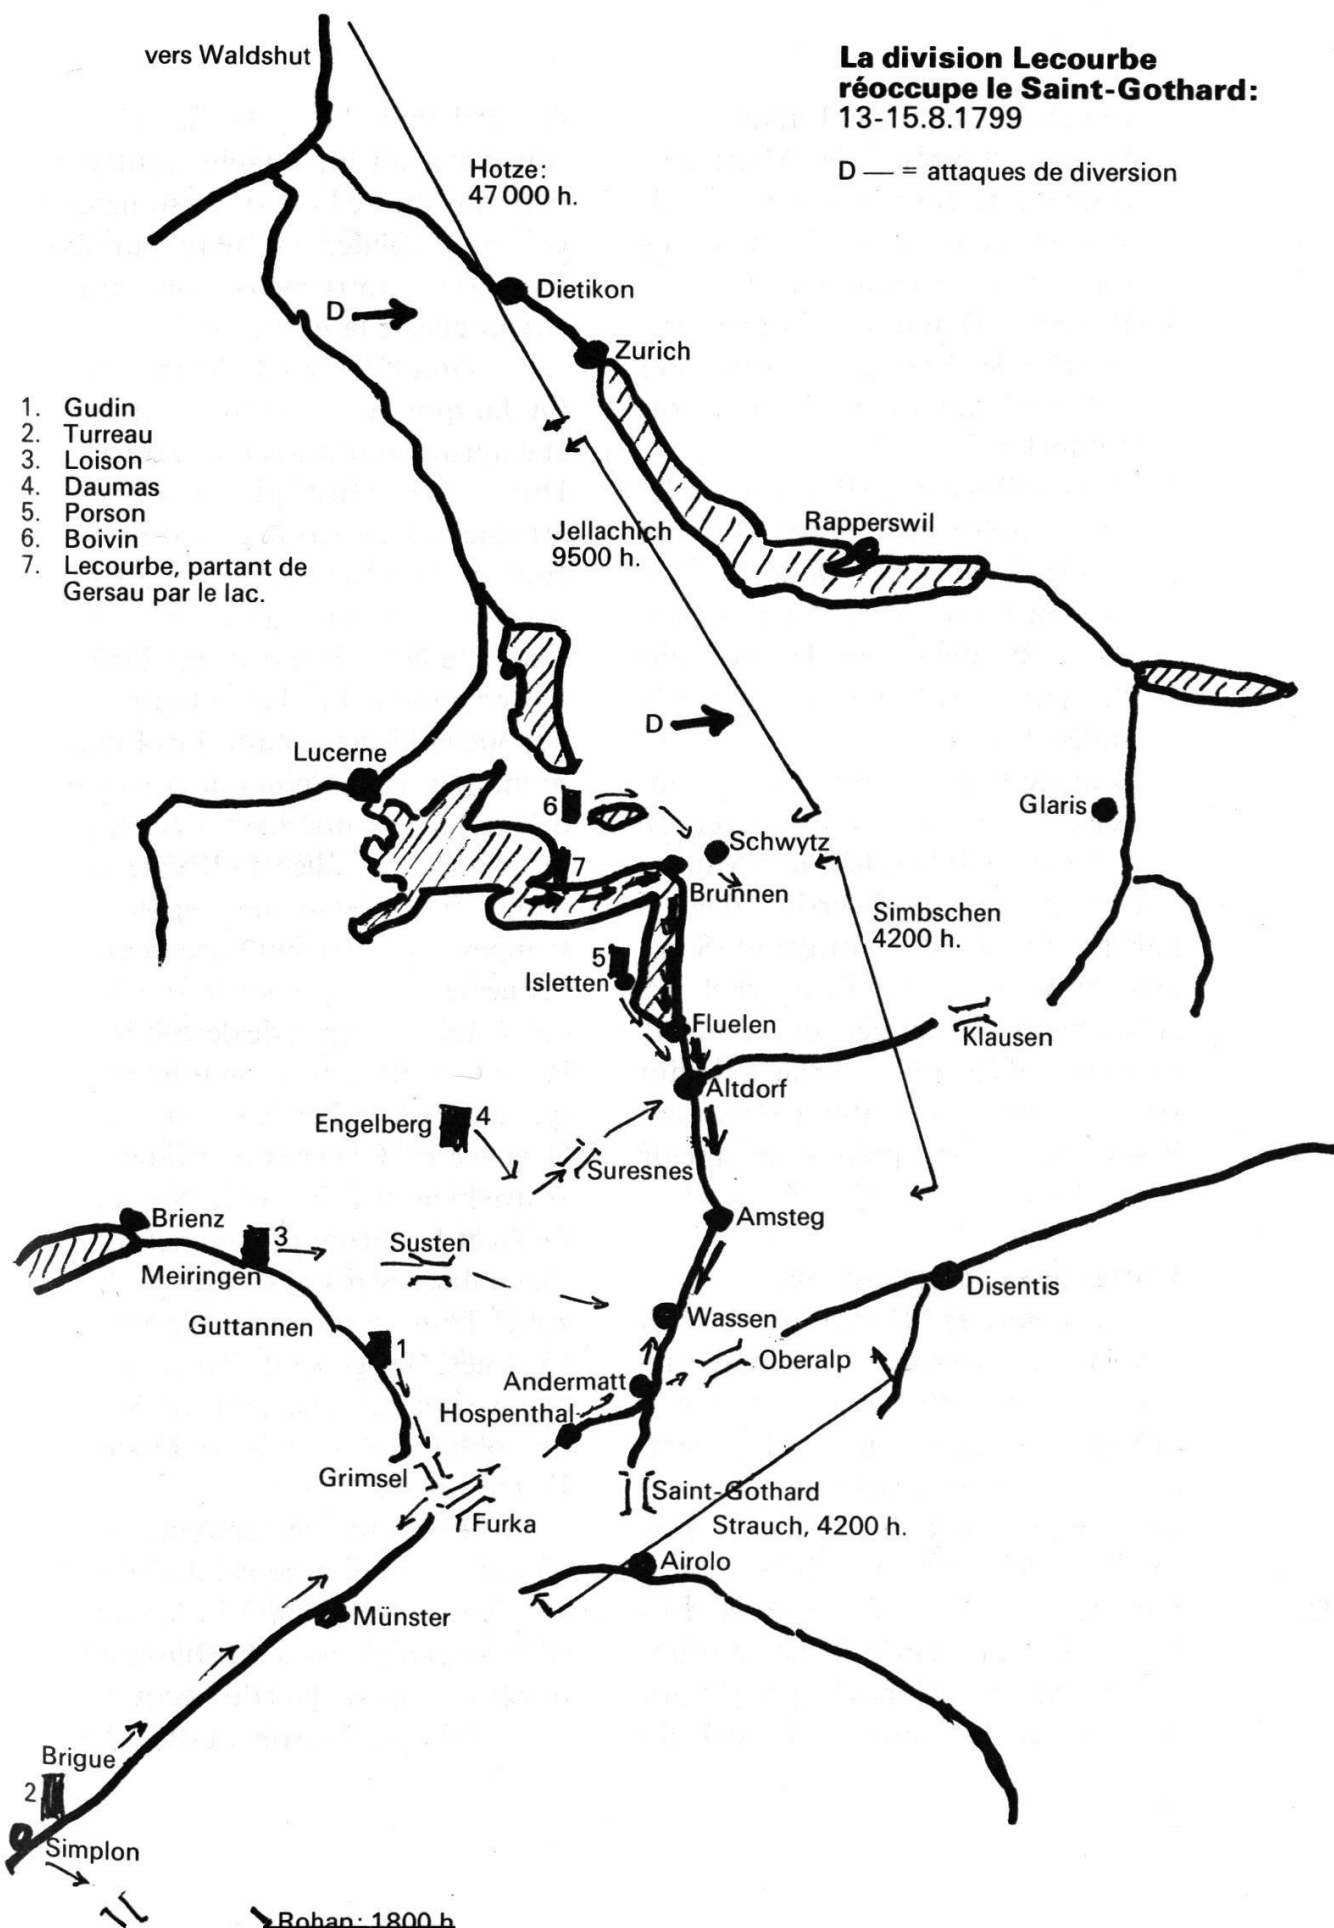 La division Lecourbe
réoccupe le Saint-Gothard:
13-15.8.1799
D — = attaques de diversion
vers Waldshut
Hotze:
47 000 h.
Dietikon
D
Zurich
1. Gudin
2. Turreau
3. Loison
4. Daumas
5. Porson
6. Boivin
7. Lecourbe, partant de
Gersau par le lac.
Jellachich
9500 h.
Rapperswil
D
Lucerne
6
Glaris
Schwytz
7
Brunnen
Simbschen
4200 h.
5
Isletten
Fluelen
Klausen
Altdorf
Engelberg
4
Suresnes
Brienz
Amsteg
3
Susten
Meiringen
Disentis
Guttannen
Wassen
1
Oberalp
Andermatt
Hospenthal
Grimsel
Saint-Gothard
Furka
Strauch, 4200 h.
Airolo
Münster
Brigue
2
Simplon
Rohan: 1800 h